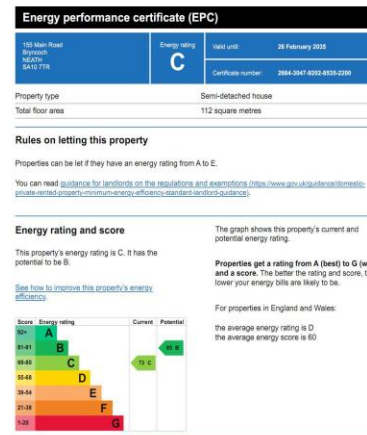 Energy performance certificate (EPC)
155 Main Road
Bryncoch
NEATH
SA10 7TR
Energy rating
C
Valid until:
26 February 2035
Certificate number:
Property type
Semi-detached house
Total floor area
112 square metres
Rules on letting this property
Properties can be let if they have an energy rating from A to E.
You can read guidance for landlords on the regulations and exemptions (https://www.gov.uk/guidance/domestic-
private-rented-property-minimum-energy-efficiency-standard-landlord-guidance).
Energy rating and score
This property's energy rating is C. It has the
potential to be B.
See how to improve this property's energy
efficiency.
Score Energy rating Current Potential
92+ A
81-91 B
69-80 C 73 C
55-68 D
39-54 E
21-38 F
1-20 G
The graph shows this property's current and
potential energy rating.
Properties get a rating from A (best) to G (w
and a score. The better the rating and score, t
lower your energy bills are likely to be.
For properties in England and Wales:
the average energy rating is D
the average energy score is 60